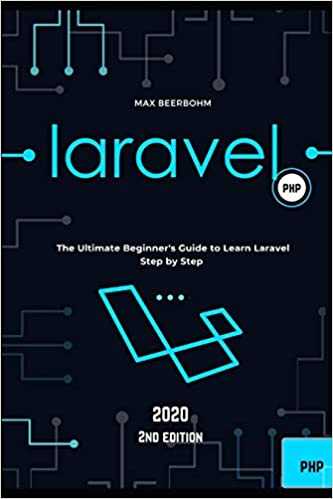 MAX BEERBOHM
laravel
PHP
The Ultimate Beginner's Guide to Learn Laravel
Step by Step
2020
2ND EDITION
PHP